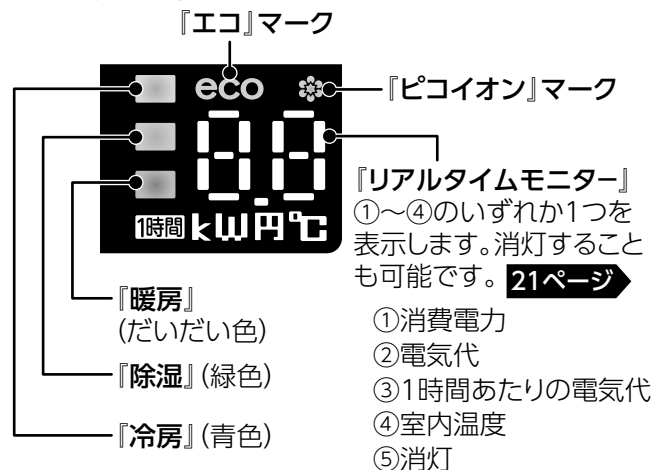 『エコ』マーク
eco
『ピコイオン』マーク
8.8
1時間 kW円℃
『リアルタイムモニター』
①～④のいずれか1つを
表示します。消灯すること
も可能です。 21ページ
①消費電力
②電気代
③1時間あたりの電気代
④室内温度
⑤消灯
『暖房』
(だいだい色)
『除湿』(緑色)
『冷房』(青色)